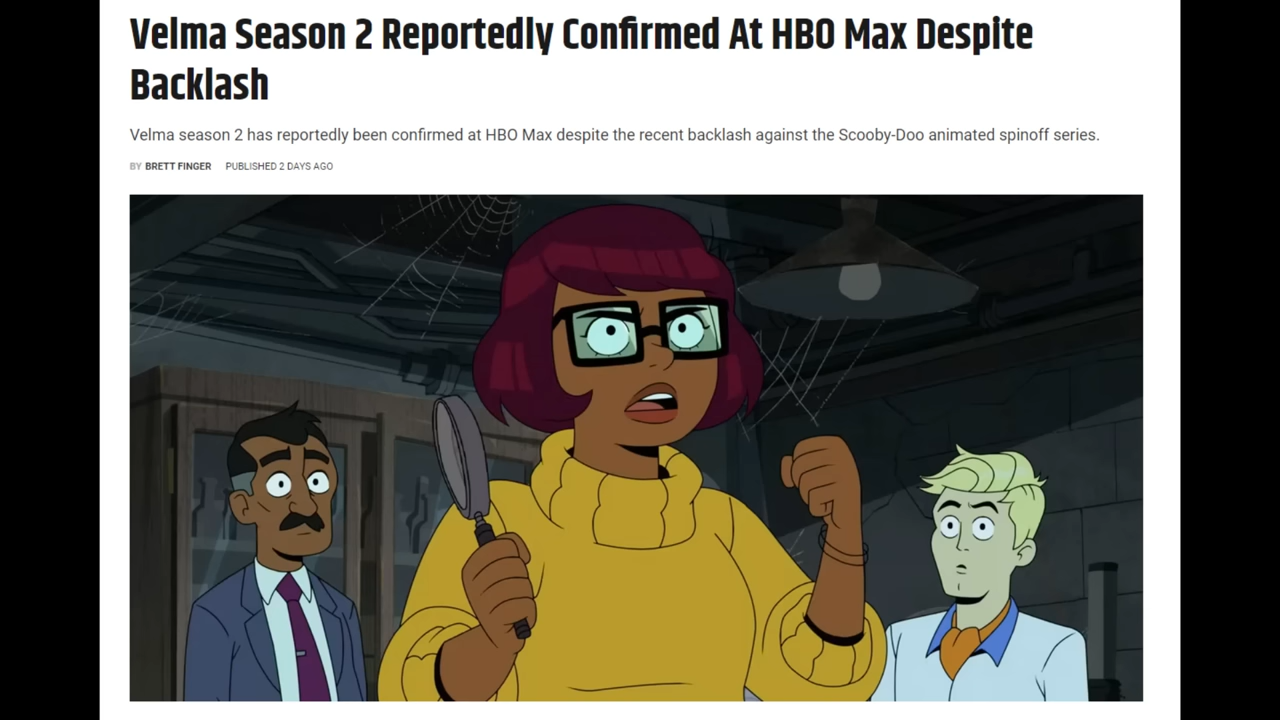 Velma Season 2 Reportedly Confirmed At HBO Max Despite
Backlash
Velma season 2 has reportedly been confirmed at HBO Max despite the recent backlash against the Scooby-Doo animated spinoff series.
BY BRETT FINGER PUBLISHED 2 DAYS AGO